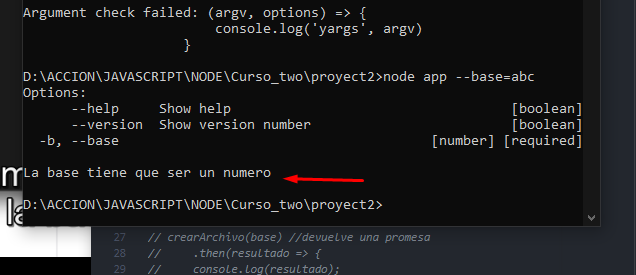 Argument check failed: (argv, options) => {
console.log('yargs', argv)
}
D:\ACCION\JAVASCRIPT\NODE\Curso_two\proyect2>node app --base=abc
Options:
--help Show help [boolean]
--version Show version number [boolean]
-b, --base [number] [required]
La base tiene que ser un numero
D:\ACCION\JAVASCRIPT\NODE\Curso_two\proyect2>
27 // crearArchivo(base) //devuelve una promesa
28 // .then(resultado => {
29 // console.log(resultado);